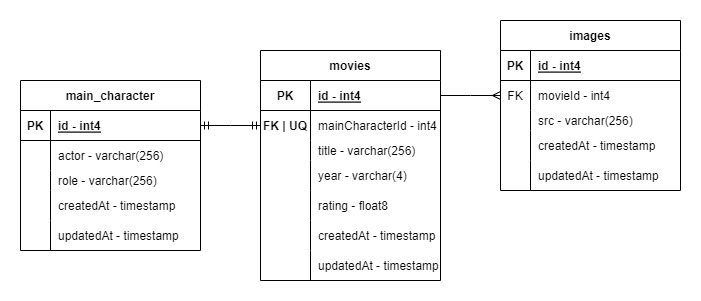 main_character
PK id - int4
actor - varchar(256)
role - varchar(256)
createdAt - timestamp
updatedAt - timestamp
movies
PK id - int4
FK | UQ mainCharacterId - int4
title - varchar(256)
year - varchar(4)
rating - float8
createdAt - timestamp
updatedAt - timestamp
images
PK id - int4
FK movieId - int4
src - varchar(256)
createdAt - timestamp
updatedAt - timestamp